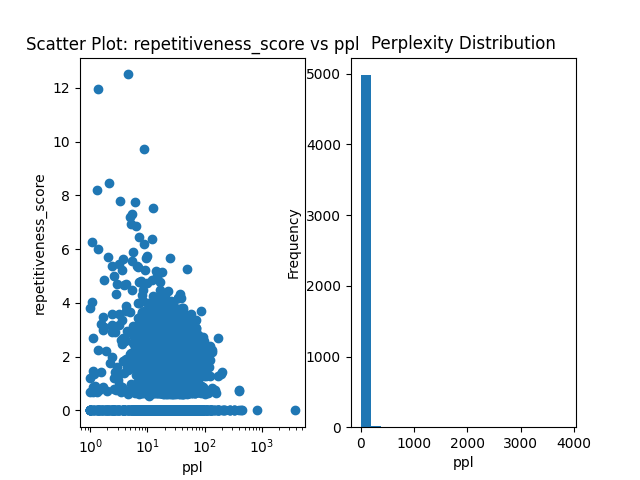 Scatter Plot: repetitiveness_score vs ppl
repetitiveness_score
12
10
8
6
4
2
0
10⁰ 10¹ 10² 10³
ppl
Perplexity Distribution
Frequency
5000
4000
3000
2000
1000
0
0 1000 2000 3000 4000
ppl